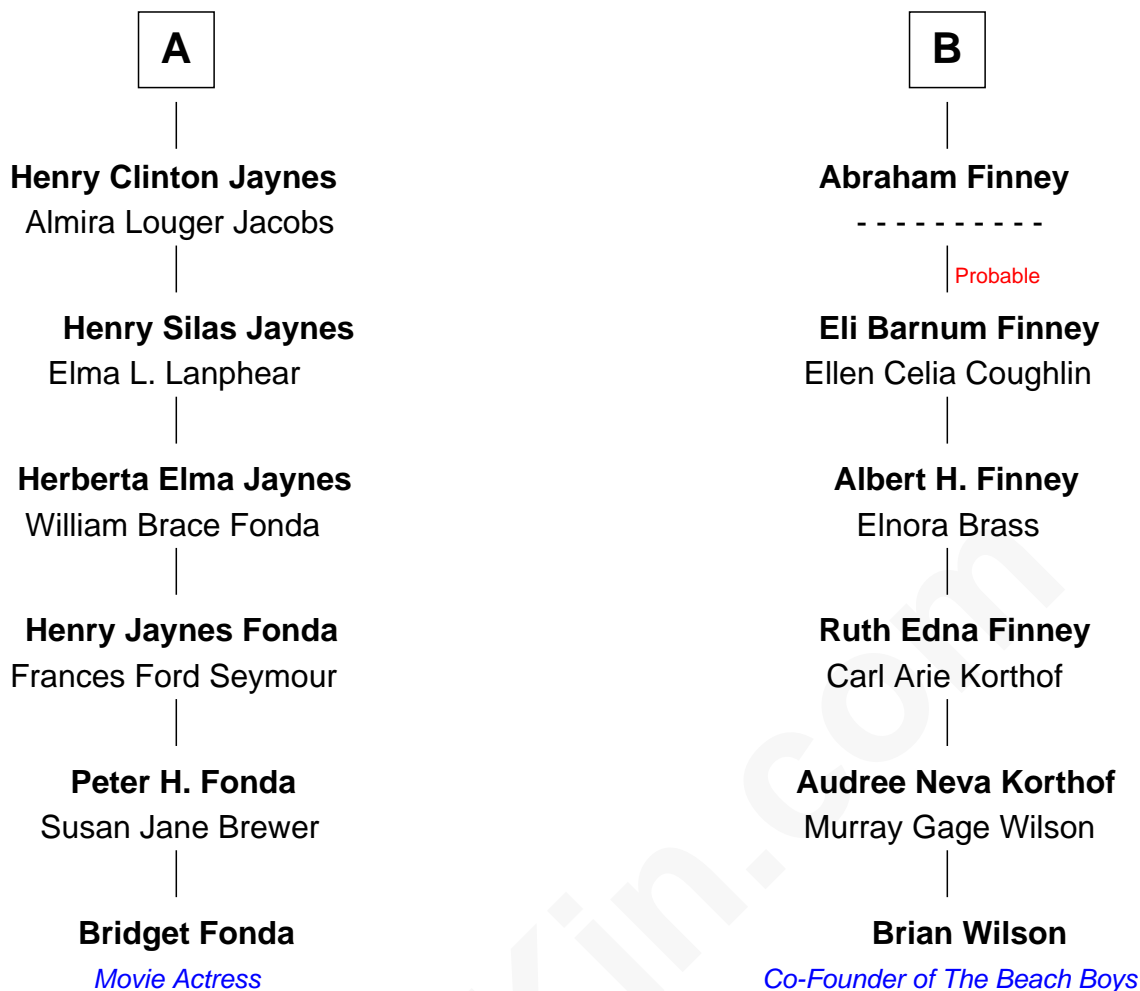 A
Henry Clinton Jaynes
Almira Louger Jacobs
Henry Silas Jaynes
Elma L. Lanphear
Herberta Elma Jaynes
William Brace Fonda
Henry Jaynes Fonda
Frances Ford Seymour
Peter H. Fonda
Susan Jane Brewer
Bridget Fonda
Movie Actress
B
Abraham Finney
- - - - - - - - - -
Probable
Eli Barnum Finney
Ellen Celia Coughlin
Albert H. Finney
Elnora Brass
Ruth Edna Finney
Carl Arie Korthof
Audree Neva Korthof
Murray Gage Wilson
Brian Wilson
Co-Founder of The Beach Boys
Kin.com